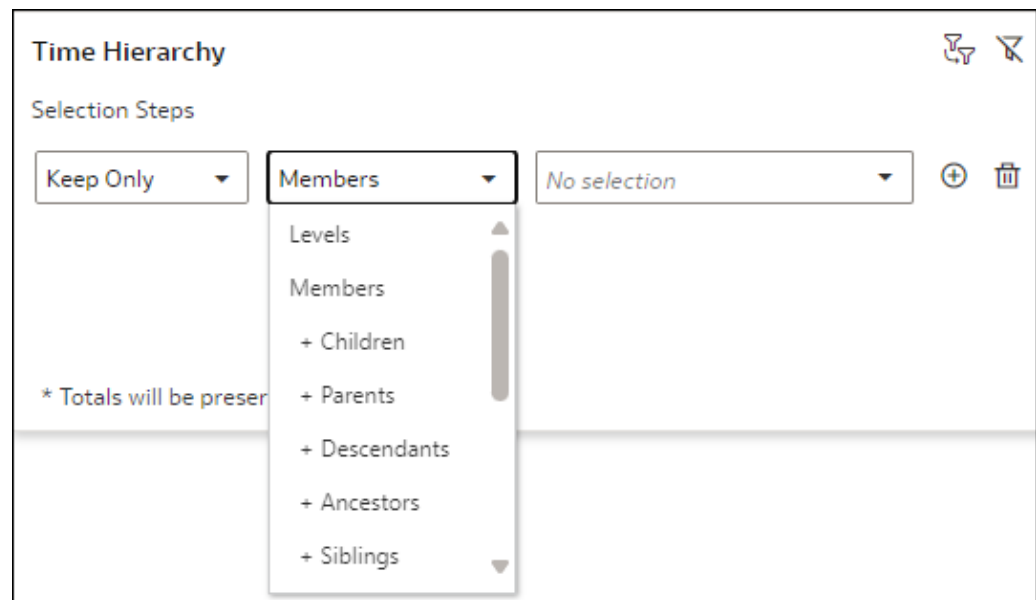 Time Hierarchy
Selection Steps
Keep Only
Members
No selection
Levels
Members
+ Children
* Totals will be preser
+ Parents
+ Descendants
+ Ancestors
+ Siblings